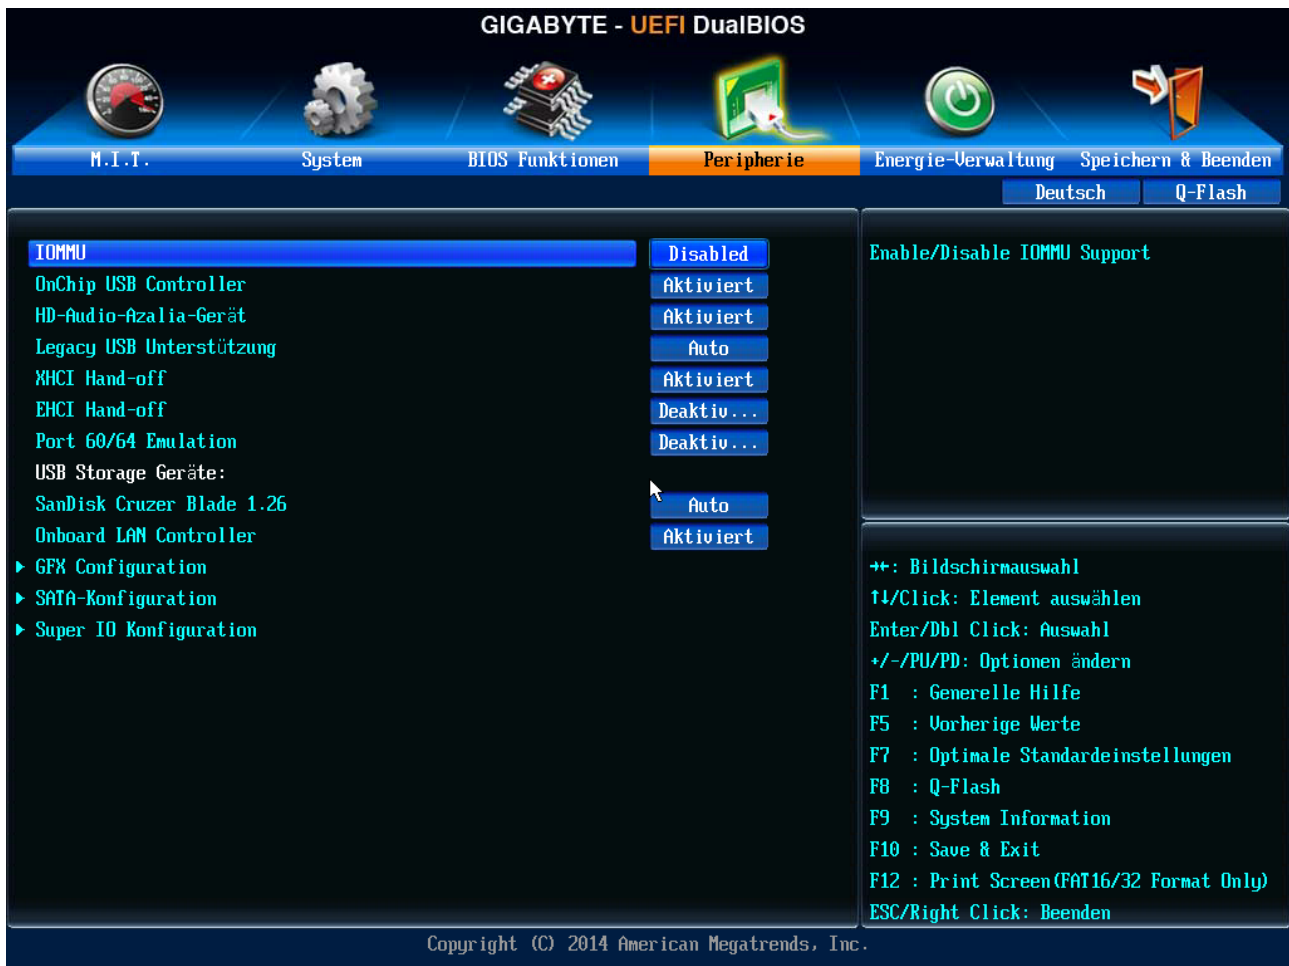 GIGABYTE - UEFI DualBIOS
M.I.T. System BIOS Funktionen Peripherie Energie-Verwaltung Speichern & Beenden
Deutsch Q-Flash
IOMMU Disabled
OnChip USB Controller Aktiviert
HD-Audio-Azalia-Gerät Aktiviert
Legacy USB Unterstützung Auto
XHCI Hand-off Aktiviert
EHCI Hand-off Deaktiv...
Port 60/64 Emulation Deaktiv...
USB Storage Geräte:
SanDisk Cruzer Blade 1.26 Auto
Onboard LAN Controller Aktiviert
GFX Configuration
SATA-Konfiguration
Super IO Konfiguration
Enable/Disable IOMMU Support
→←: Bildschirmauswahl
↑↓/Click: Element auswählen
Enter/Dbl Click: Auswahl
+/-/PU/PD: Optionen ändern
F1 : Generelle Hilfe
F5 : Vorherige Werte
F7 : Optimale Standardeinstellungen
F8 : Q-Flash
F9 : System Information
F10 : Save & Exit
F12 : Print Screen(FAT16/32 Format Only)
ESC/Right Click: Beenden
Copyright (C) 2014 American Megatrends, Inc.